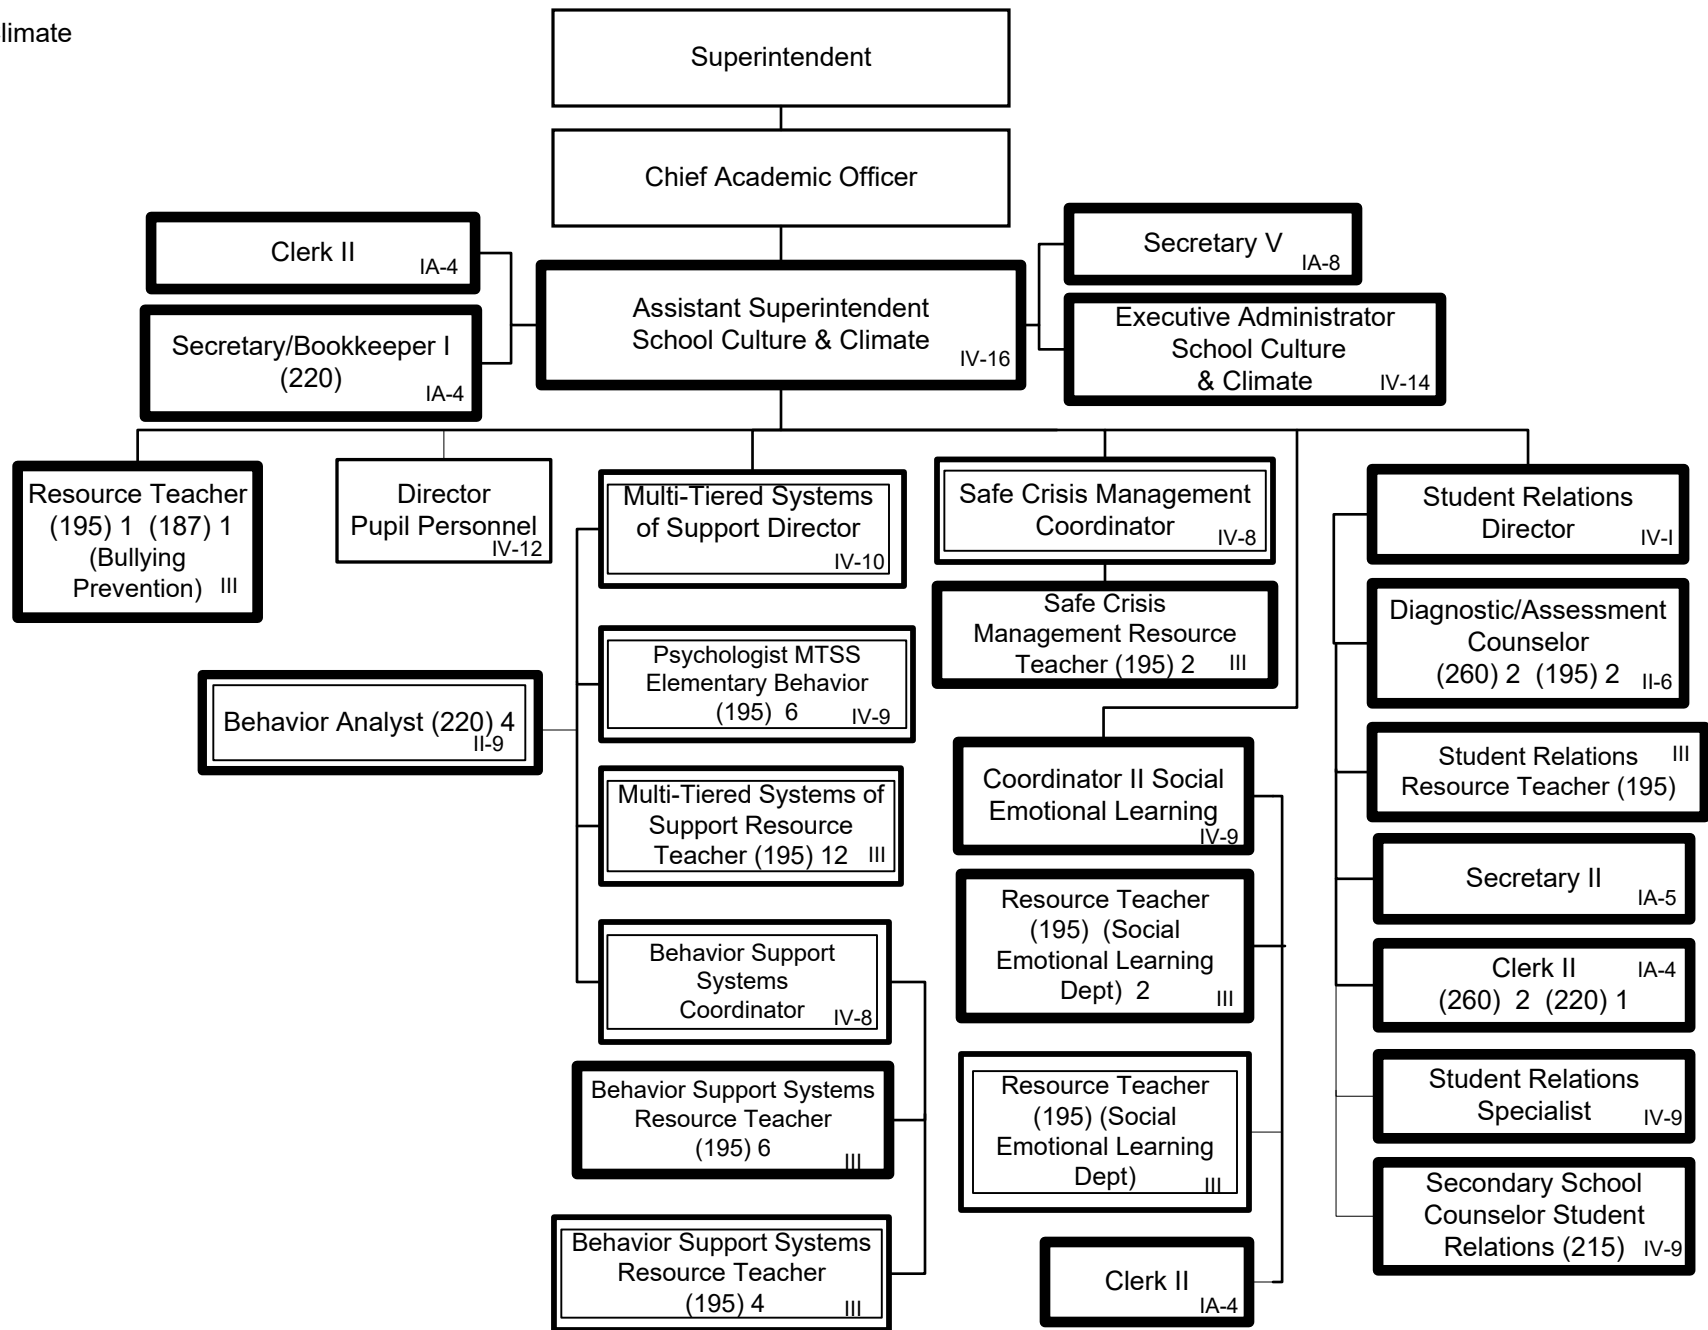 limate
Superintendent
Chief Academic Officer
Clerk II
IA-4
Secretary/Bookkeeper I
(220)
IA-4
Assistant Superintendent
School Culture & Climate
IV-16
Secretary V
IA-8
Executive Administrator
School Culture
& Climate IV-14
Resource Teacher
(195) 1 (187) 1
(Bullying
Prevention) III
Director
Pupil Personnel
IV-12
Multi-Tiered Systems
of Support Director
IV-10
Behavior Analyst (220) 4
II-9
Psychologist MTSS
Elementary Behavior
(195) 6 IV-9
Multi-Tiered Systems of
Support Resource
Teacher (195) 12 III
Behavior Support
Systems
Coordinator IV-8
Behavior Support Systems
Resource Teacher
(195) 6
III
Behavior Support Systems
Resource Teacher
(195) 4 III
Safe Crisis Management
Coordinator
IV-8
Safe Crisis
Management Resource
Teacher (195) 2 III
Coordinator II Social
Emotional Learning
IV-9
Resource Teacher
(195) (Social
Emotional Learning
Dept) 2 III
Resource Teacher
(195) (Social
Emotional Learning
Dept) III
Clerk II
IA-4
Student Relations
Director IV-I
Diagnostic/Assessment
Counselor
(260) 2 (195) 2 II-6
Student Relations III
Resource Teacher (195)
Secretary II
IA-5
Clerk II IA-4
(260) 2 (220) 1
Student Relations
Specialist IV-9
Secondary School
Counselor Student
Relations (215) IV-9